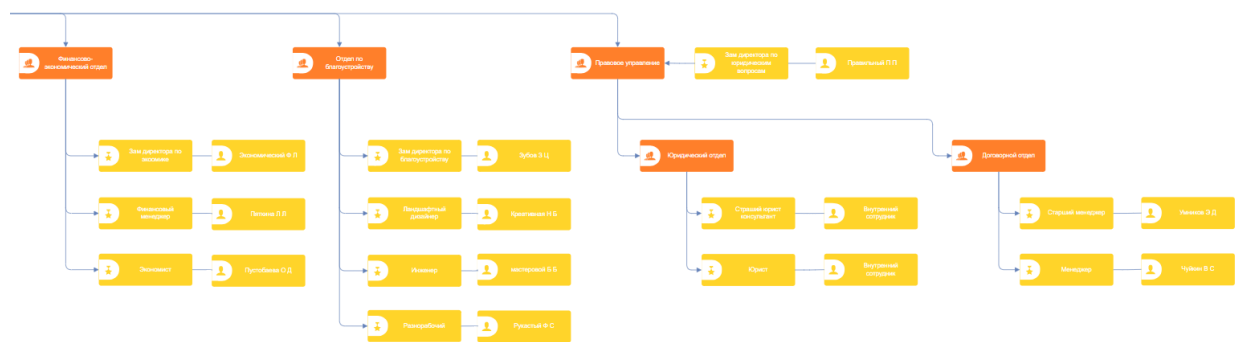 Финансово-
экономический отдел
Отдел по
благоустройству
Правовое управление
Зам директора по
юридическим
вопросам
Правильный П П
Зам директора по
экономике
Экономический Ф Л
Зам директора по
благоустройству
Зубов З Ц
Юридический отдел
Договорной отдел
Финансовый
менеджер
Л В
Ландшафтный
дизайнер
Креативная Н Б
Старший юрист
консультант
Внутренний
сотрудник
Старший менеджер
Э Д
Экономист
О Д
Инженер
мастеровой Б Б
Юрист
Внутренний
сотрудник
Менеджер
Чуйкин В С
Разнорабочий
Рукастый Ф С